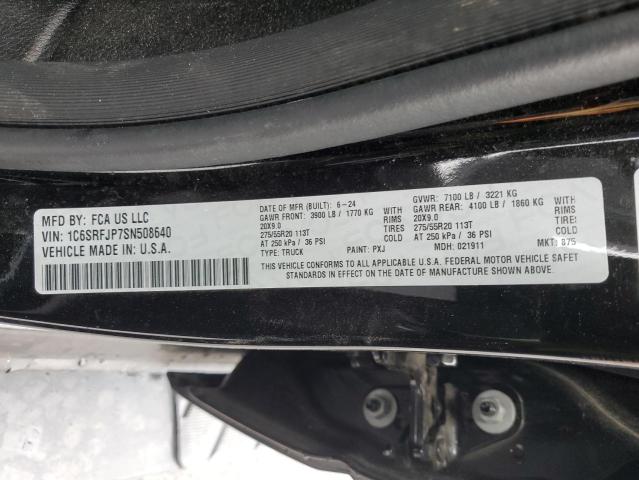 MFD BY: FCA US LLC
VIN: 1C6SRFJP7SN508640
VEHICLE MADE IN: U.S.A.
DATE OF MFR (BUILT): 6-24
GAWR FRONT: 3900 LB / 1770 KG
20X9.0 RIMS
275/55R20 113T TIRES
AT 250 kPa / 36 PSI COLD
TYPE: TRUCK PAINT: PXJ
GVWR: 7100 LB / 3221 KG
GAWR REAR: 4100 LB / 1860 KG
20X9.0 RIMS
275/55R20 113T TIRES
AT 250 kPa / 36 PSI COLD
MDH: 021911 MKT: 875
THIS VEHICLE CONFORMS TO ALL APPLICABLE U.S.A. FEDERAL MOTOR VEHICLE SAFETY
STANDARDS IN EFFECT ON THE DATE OF MANUFACTURE SHOWN ABOVE.